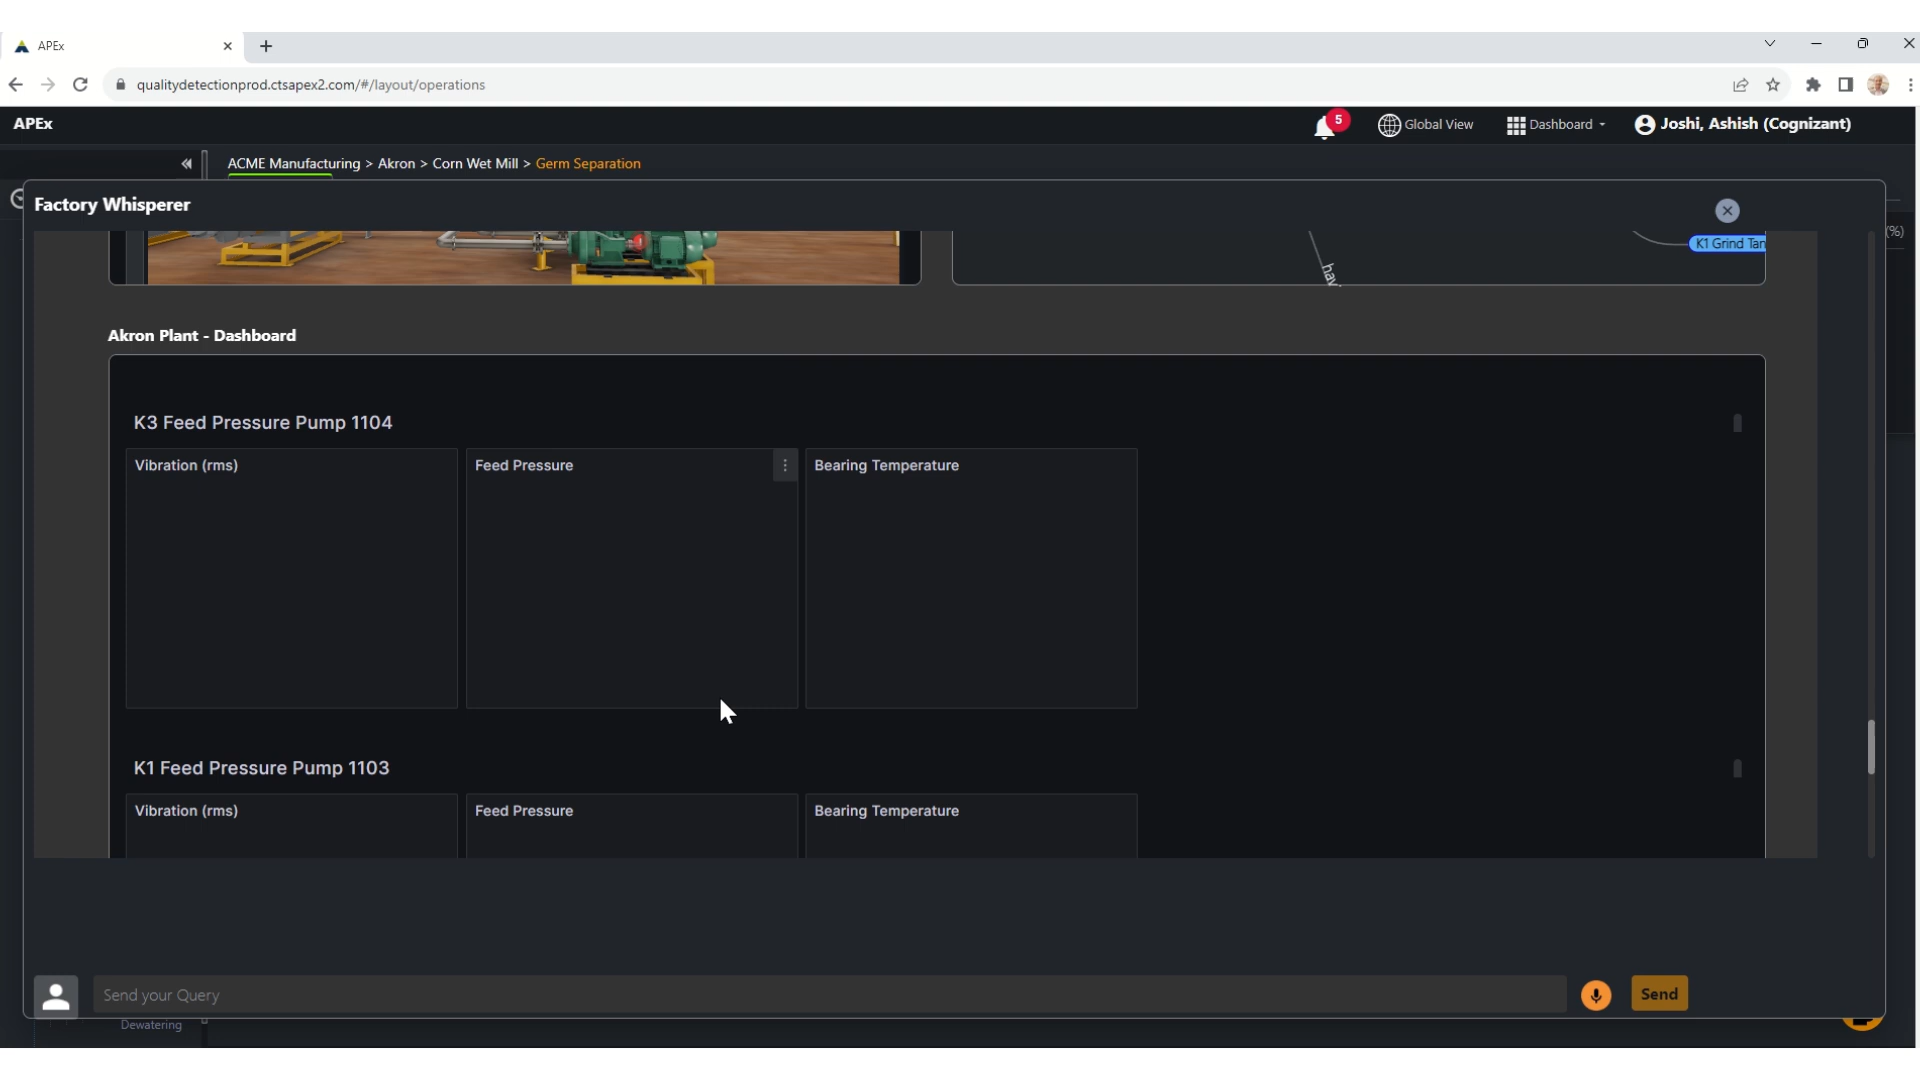 APEx
qualitydetectionprod.ctsapex2.com/#/layout/operations
APEx
5
Global View
Dashboard
Joshi, Ashish (Cognizant)
ACME Manufacturing > Akron > Corn Wet Mill > Germ Separation
Factory Whisperer
(%)
K1 Grind Tan
hav
Akron Plant - Dashboard
K3 Feed Pressure Pump 1104
Vibration (rms)
Feed Pressure
Bearing Temperature
K1 Feed Pressure Pump 1103
Vibration (rms)
Feed Pressure
Bearing Temperature
Send your Query
Send
Dewatering